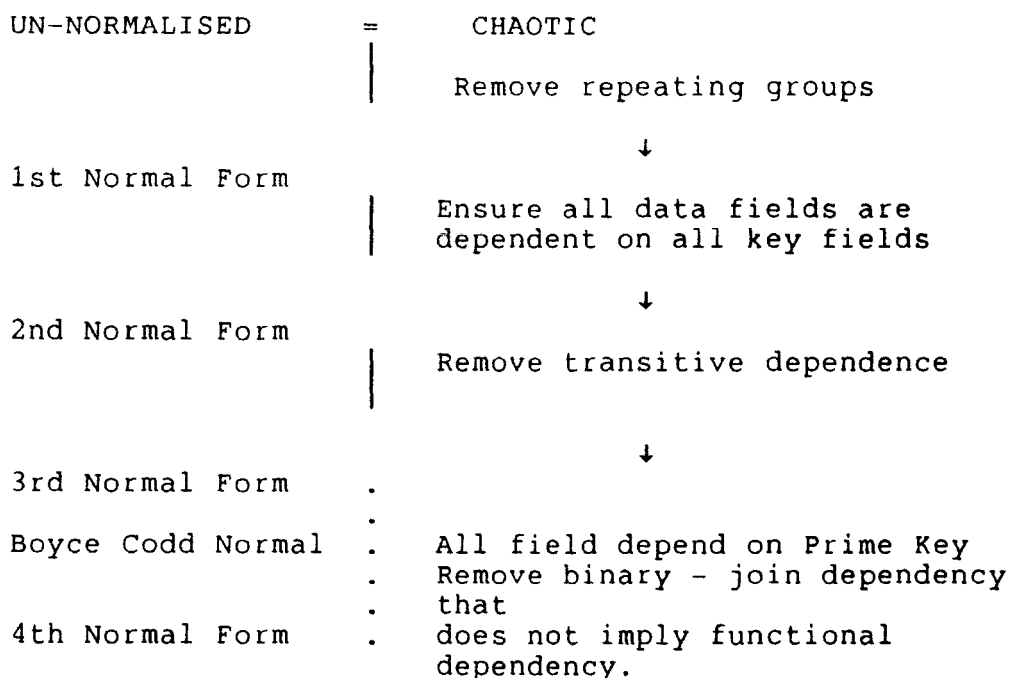 UN-NORMALISED = CHAOTIC
Remove repeating groups
↓
1st Normal Form
Ensure all data fields are
dependent on all key fields
↓
2nd Normal Form
Remove transitive dependence
↓
3rd Normal Form .
.
Boyce Codd Normal . All field depend on Prime Key
. Remove binary - join dependency
. that
4th Normal Form . does not imply functional
dependency.